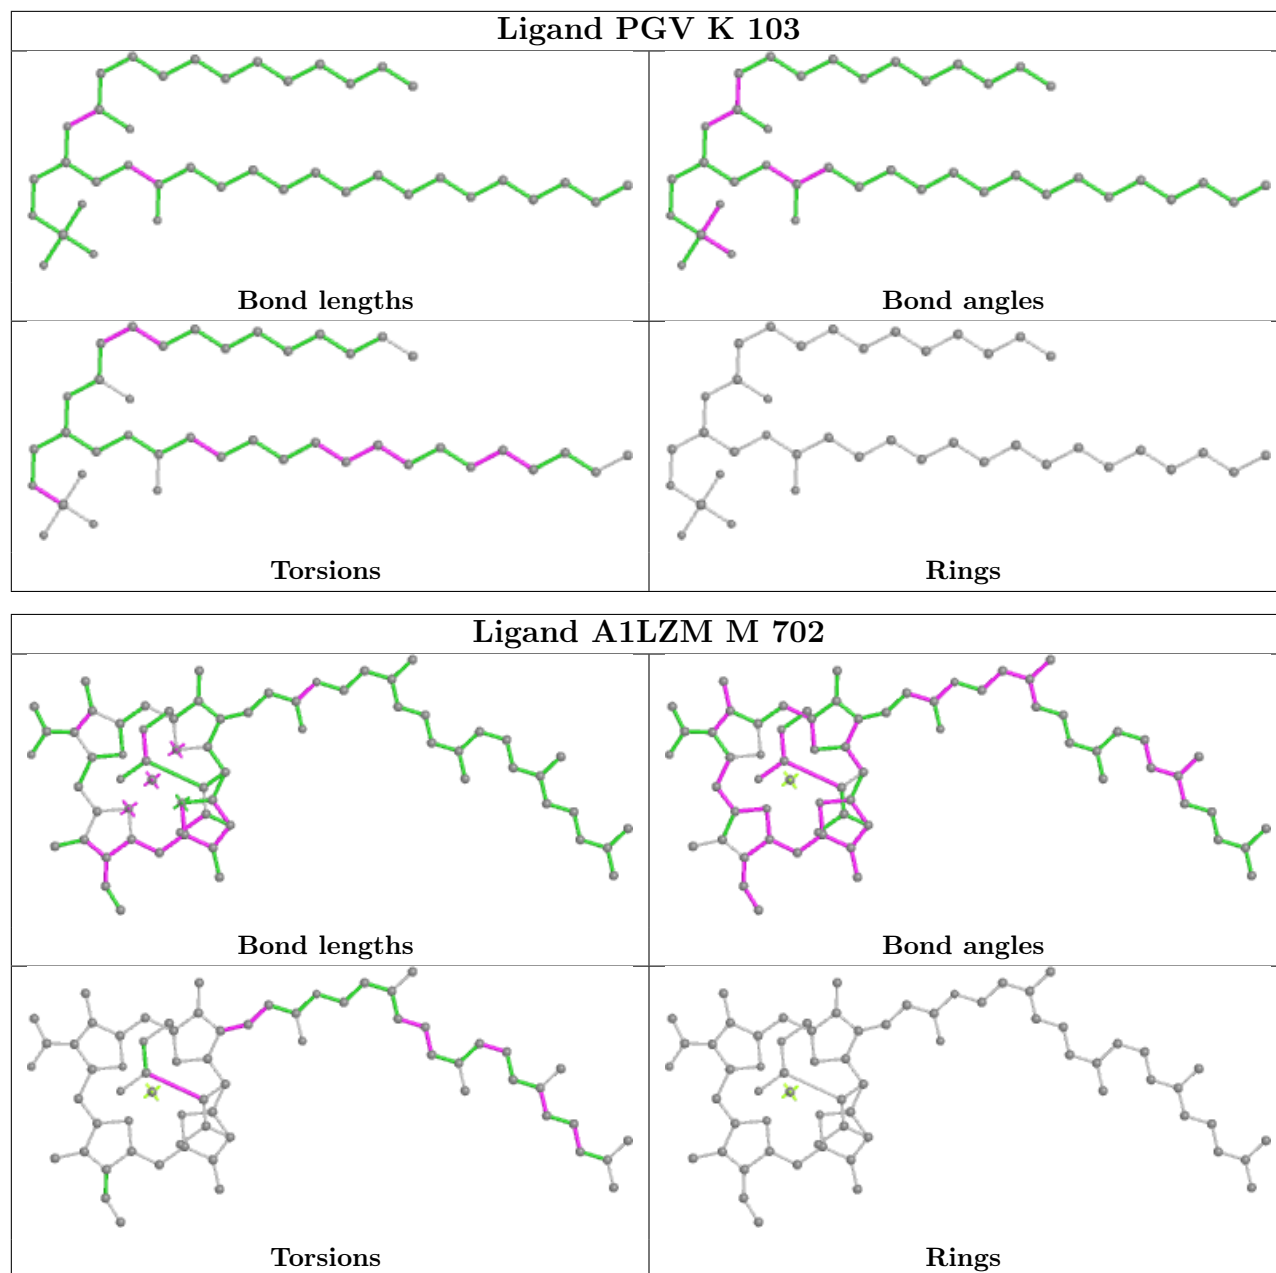 Ligand PGV K 103
Bond lengths
Bond angles
Torsions
Rings
Ligand A1LZM M 702
Bond lengths
Bond angles
Torsions
Rings